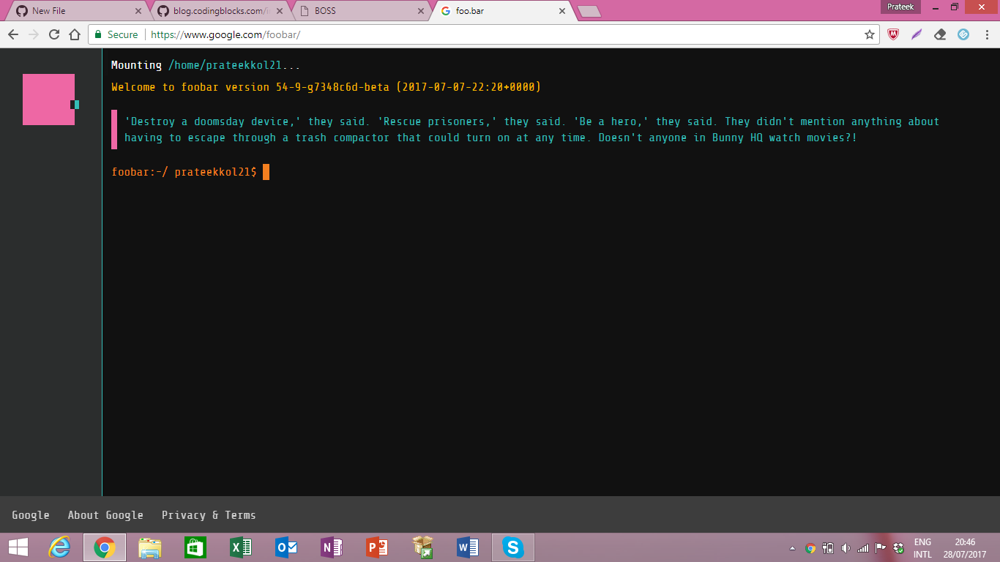 New File
blog.codingblocks.com/i
BOSS
foo.bar
Prateek
Secure https://www.google.com/foobar/
Mounting /home/prateekkol21...
Welcome to foobar version 54-9-g7348c6d-beta (2017-07-07-22:20+0000)
'Destroy a doomsday device,' they said. 'Rescue prisoners,' they said. 'Be a hero,' they said. They didn't mention anything about
having to escape through a trash compactor that could turn on at any time. Doesn't anyone in Bunny HQ watch movies?!
foobar:~/ prateekkol21$
Google About Google Privacy & Terms
ENG 20:46
INTL 28/07/2017